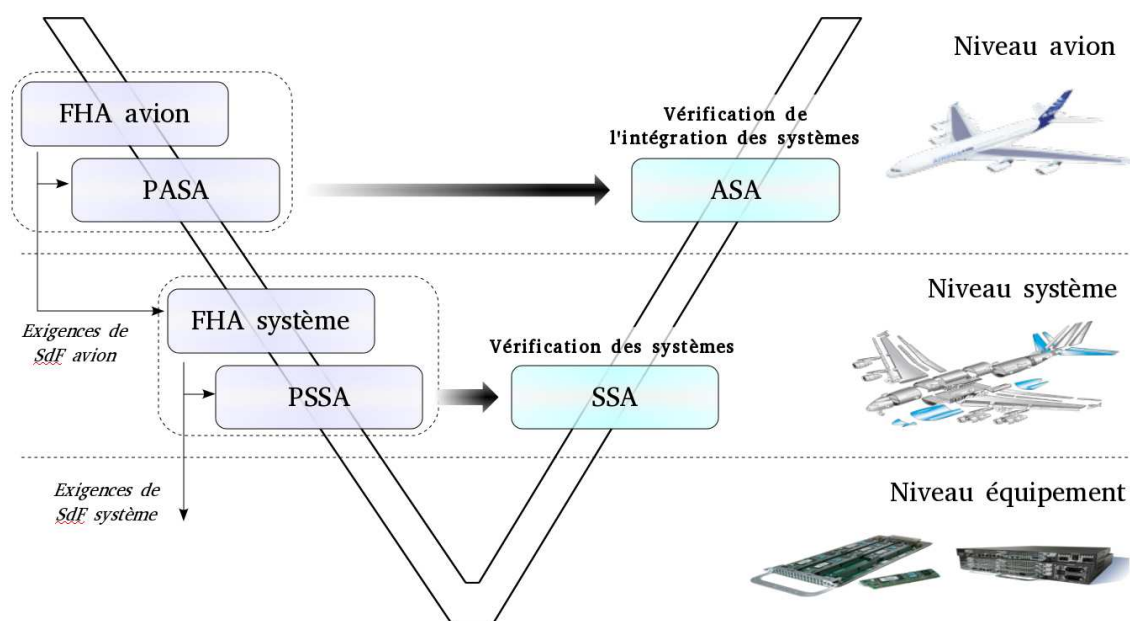 Niveau avion
FHA avion
Vérification de
l'intégration des systèmes
PASA
ASA
Niveau système
FHA système
Exigences de
SdF avion
Vérification des systèmes
PSSA
SSA
Exigences de
SdF système
Niveau équipement